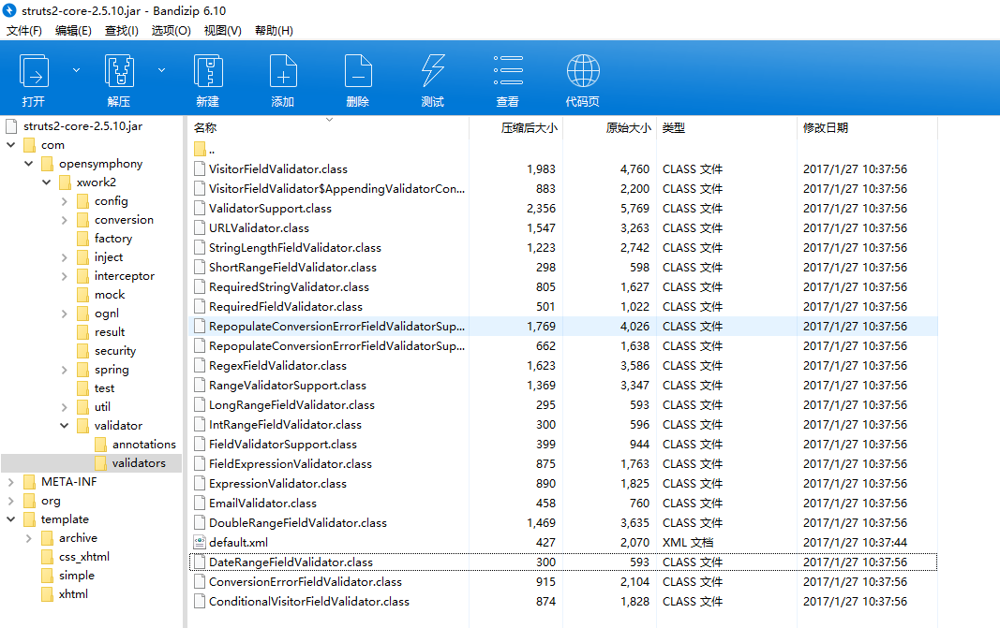 struts2-core-2.5.10.jar - Bandizip 6.10
文件(F) 编辑(E) 查找(I) 选项(O) 视图(V) 帮助(H)
打开 解压 新建 添加 删除 测试 查看 代码页
struts2-core-2.5.10.jar
com
opensymphony
xwork2
config
conversion
factory
inject
interceptor
mock
ognl
result
security
spring
test
util
validator
annotations
validators
META-INF
org
template
archive
css_xhtml
simple
xhtml
名称 压缩后大小 原始大小 类型 修改日期
..
VisitorFieldValidator.class 1,983 4,760 CLASS 文件 2017/1/27 10:37:56
VisitorFieldValidator$AppendingValidatorCon... 883 2,200 CLASS 文件 2017/1/27 10:37:56
ValidatorSupport.class 2,356 5,769 CLASS 文件 2017/1/27 10:37:56
URLValidator.class 1,547 3,263 CLASS 文件 2017/1/27 10:37:56
StringLengthFieldValidator.class 1,223 2,742 CLASS 文件 2017/1/27 10:37:56
ShortRangeFieldValidator.class 298 598 CLASS 文件 2017/1/27 10:37:56
RequiredStringValidator.class 805 1,627 CLASS 文件 2017/1/27 10:37:56
RequiredFieldValidator.class 501 1,022 CLASS 文件 2017/1/27 10:37:56
RepopulateConversionErrorFieldValidatorSup... 1,769 4,026 CLASS 文件 2017/1/27 10:37:56
RepopulateConversionErrorFieldValidatorSup... 662 1,638 CLASS 文件 2017/1/27 10:37:56
RegexFieldValidator.class 1,623 3,586 CLASS 文件 2017/1/27 10:37:56
RangeValidatorSupport.class 1,369 3,347 CLASS 文件 2017/1/27 10:37:56
LongRangeFieldValidator.class 295 593 CLASS 文件 2017/1/27 10:37:56
IntRangeFieldValidator.class 300 596 CLASS 文件 2017/1/27 10:37:56
FieldValidatorSupport.class 399 944 CLASS 文件 2017/1/27 10:37:56
FieldExpressionValidator.class 875 1,763 CLASS 文件 2017/1/27 10:37:56
ExpressionValidator.class 890 1,825 CLASS 文件 2017/1/27 10:37:56
EmailValidator.class 458 760 CLASS 文件 2017/1/27 10:37:56
DoubleRangeFieldValidator.class 1,469 3,635 CLASS 文件 2017/1/27 10:37:56
default.xml 427 2,070 XML 文档 2017/1/27 10:37:44
DateRangeFieldValidator.class 300 593 CLASS 文件 2017/1/27 10:37:56
ConversionErrorFieldValidator.class 915 2,104 CLASS 文件 2017/1/27 10:37:56
ConditionalVisitorFieldValidator.class 874 1,828 CLASS 文件 2017/1/27 10:37:56